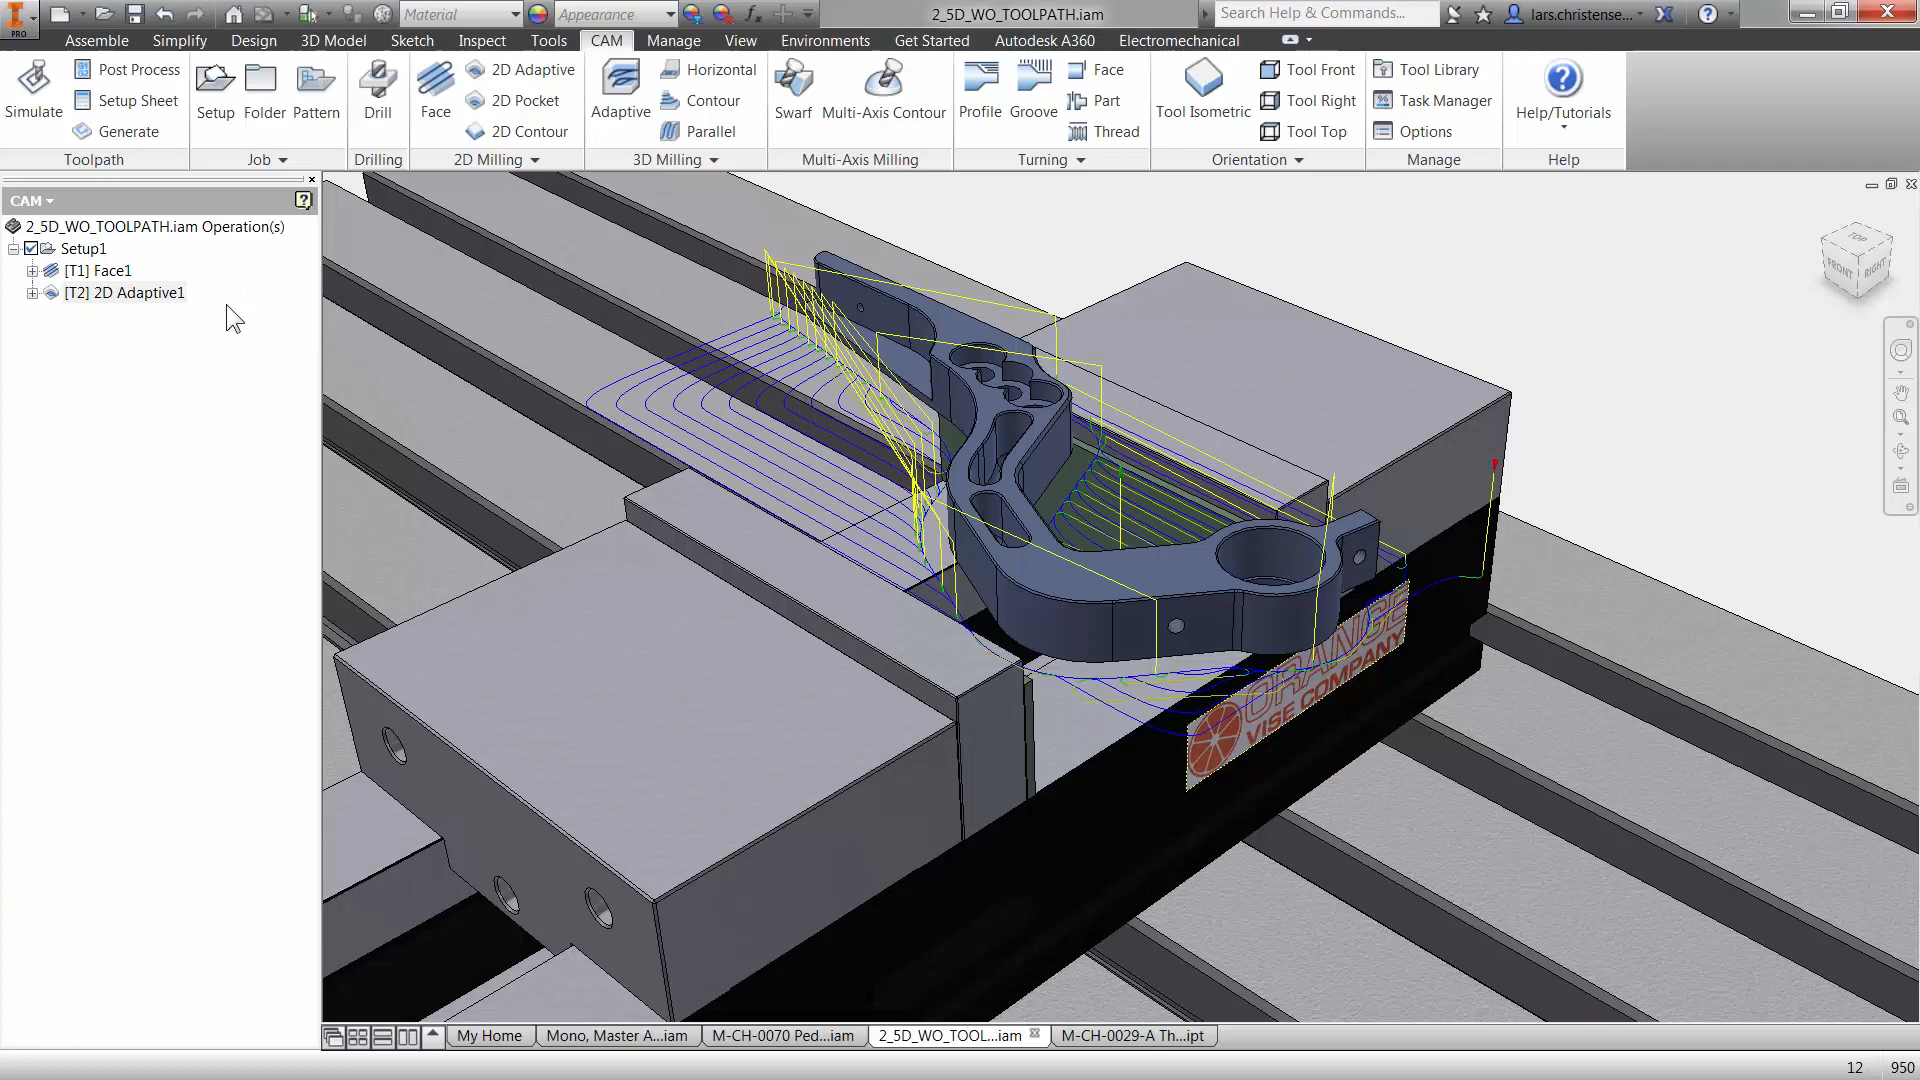 PRO
Material
Appearance
2_5D_WO_TOOLPATH.iam
Search Help & Commands...
lars.christense...
Assemble
Simplify
Design
3D Model
Sketch
Inspect
Tools
CAM
Manage
View
Environments
Get Started
Autodesk A360
Electromechanical
Simulate
Post Process
Setup Sheet
Generate
Toolpath
Setup
Folder
Pattern
Job
Drill
Drilling
Face
2D Adaptive
2D Pocket
2D Contour
2D Milling
Adaptive
Horizontal
Contour
Parallel
3D Milling
Swarf
Multi-Axis Contour
Multi-Axis Milling
Profile
Groove
Face
Part
Thread
Turning
Tool Isometric
Tool Front
Tool Right
Tool Top
Orientation
Tool Library
Task Manager
Options
Manage
Help/Tutorials
Help
CAM
2_5D_WO_TOOLPATH.iam Operation(s)
Setup1
[T1] Face1
[T2] 2D Adaptive1
TOP
FRONT
RIGHT
ORANGE
VISE COMPANY
My Home
Mono, Master A...iam
M-CH-0070 Ped...iam
2_5D_WO_TOOL...iam
M-CH-0029-A Th...ipt
12
950